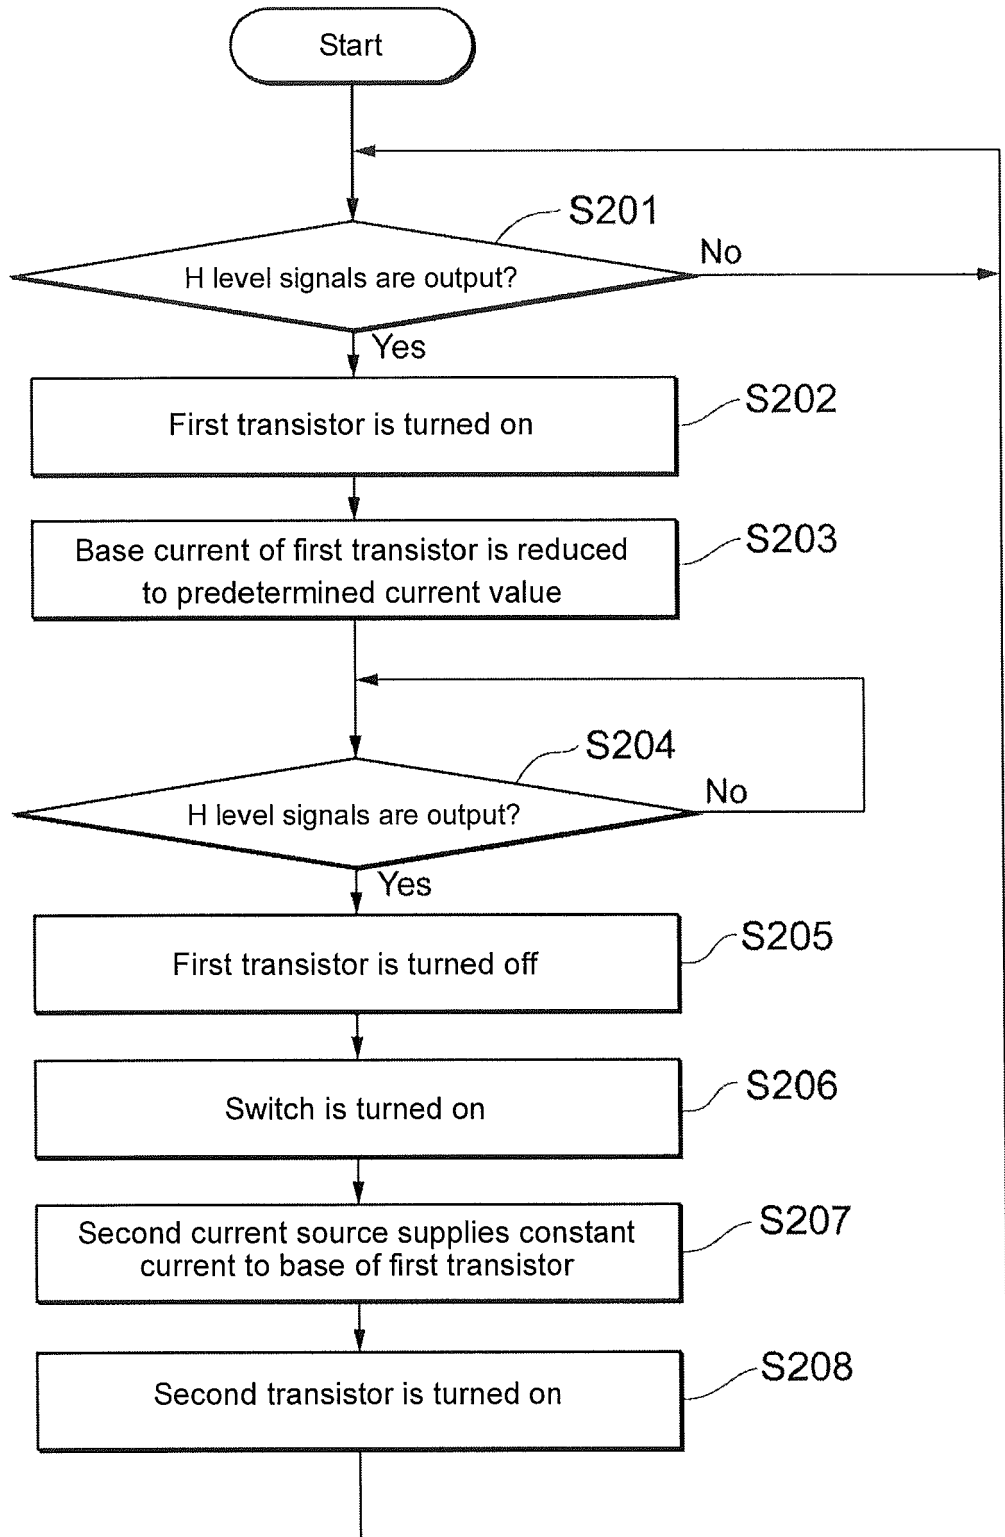 Start
S201
H level signals are output?
No
Yes
First transistor is turned on
S202
Base current of first transistor is reduced
to predetermined current value
S203
S204
H level signals are output?
No
Yes
First transistor is turned off
S205
Switch is turned on
S206
Second current source supplies constant
current to base of first transistor
S207
Second transistor is turned on
S208